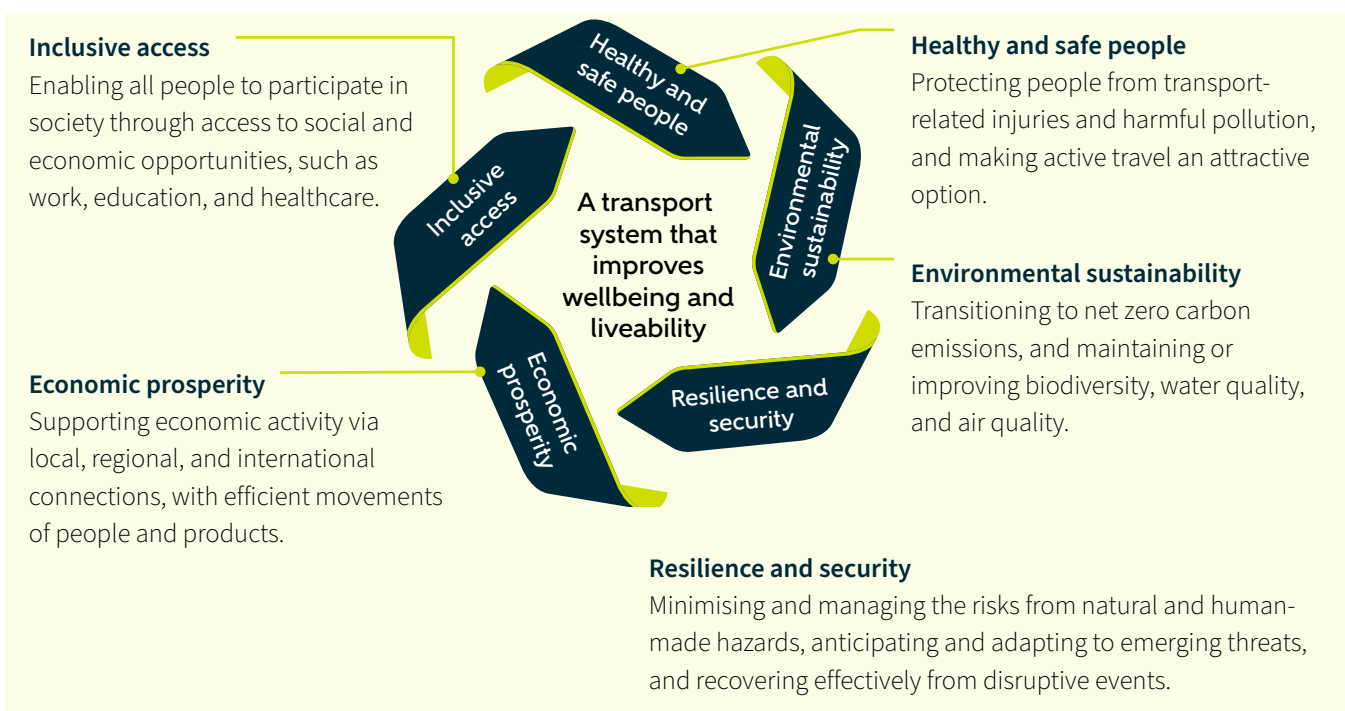 Inclusive access
Enabling all people to participate in
society through access to social and
economic opportunities, such as
work, education, and healthcare.
Economic prosperity
Supporting economic activity via
local, regional, and international
connections, with efficient movements
of people and products.
Healthy and
safe people
Environmental
sustainability
Resilience and
security
Economic
prosperity
Inclusive
access
A transport
system that
improves
wellbeing and
liveability
Healthy and safe people
Protecting people from transport-
related injuries and harmful pollution,
and making active travel an attractive
option.
Environmental sustainability
Transitioning to net zero carbon
emissions, and maintaining or
improving biodiversity, water quality,
and air quality.
Resilience and security
Minimising and managing the risks from natural and human-
made hazards, anticipating and adapting to emerging threats,
and recovering effectively from disruptive events.